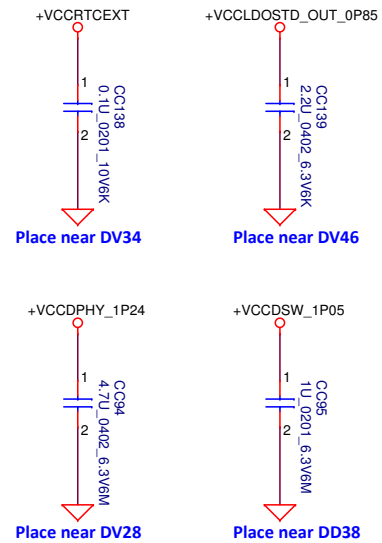 +VCCRTCEXT
1
CC138
0.1U_0201_10V6K
2
Place near DV34
+VCCLDOSTD_OUT_0P85
1
CC139
2.2U_0402_6.3V6K
2
Place near DV46
+VCCDPHY_1P24
1
CC94
4.7U_0402_6.3V6M
2
Place near DV28
+VCCDSW_1P05
1
CC95
1U_0201_6.3V6M
2
Place near DD38